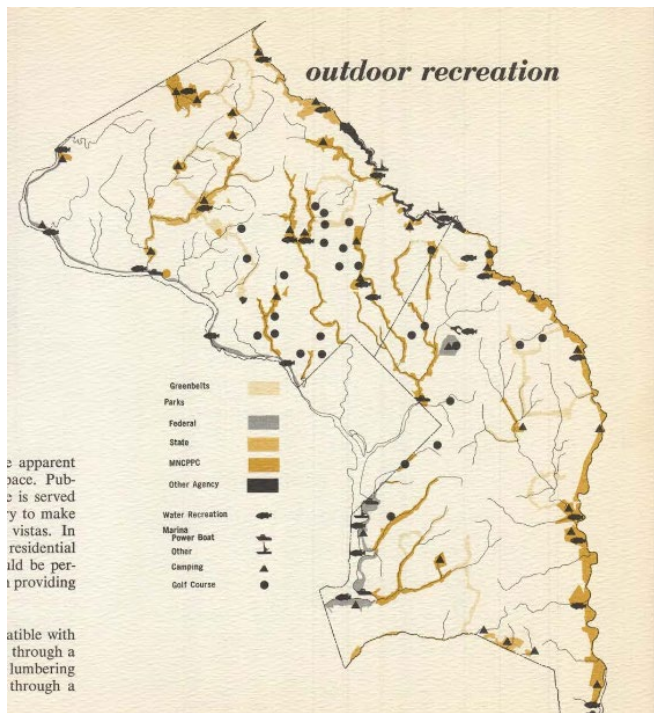 outdoor recreation
Greenbelts
Parks
Federal
State
MNCPPC
Other Agency
Water Recreation
Marina
Power Boat
Other
Camping
Golf Course
e apparent
pace. Pub-
e is served
ry to make
vistas. In
residential
uld be per-
n providing
atible with
through a
lumbering
through a